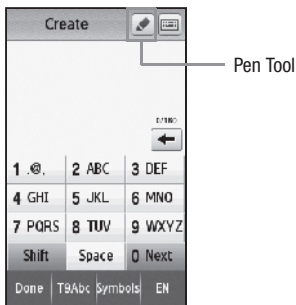 Create
Pen Tool
0/160
1 .@, 2 ABC 3 DEF
4 GHI 5 JKL 6 MNO
7 PQRS 8 TUV 9 WXYZ
Shift Space 0 Next
Done T9Abc Symbols EN